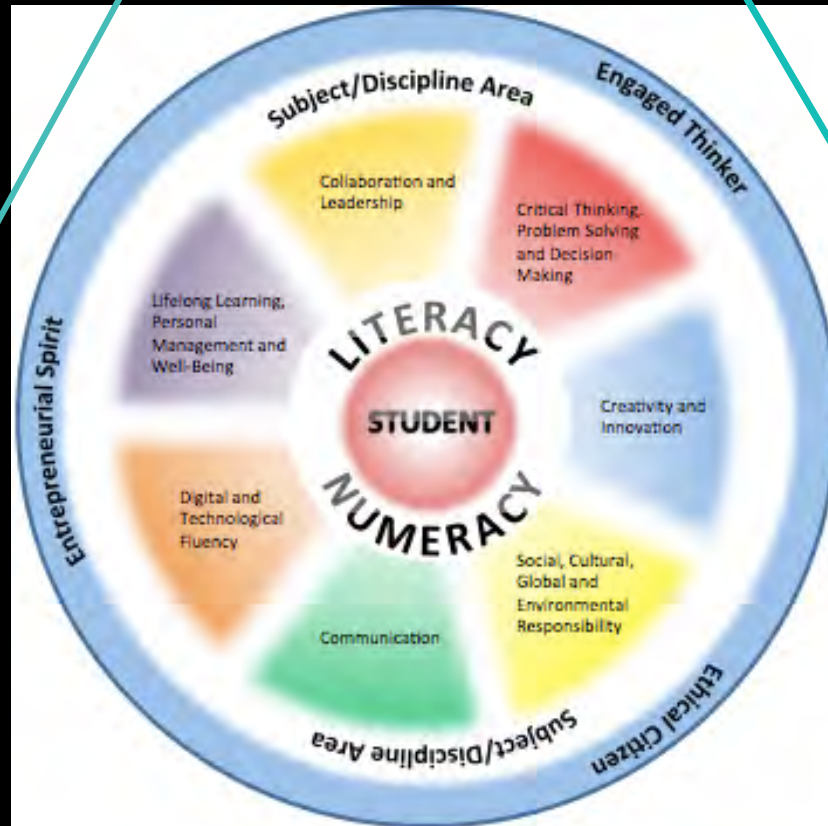 Subject/Discipline Area
Engaged Thinker
Collaboration and
Leadership
Critical Thinking,
Problem Solving
and Decision
Making
Lifelong Learning,
Personal
Management and
Well-Being
LITERACY
STUDENT
NUMERACY
Creativity and
Innovation
Entrepreneurial Spirit
Digital and
Technological
Fluency
Social, Cultural,
Global and
Environmental
Responsibility
Communication
Subject/Discipline Area
Ethical Citizen